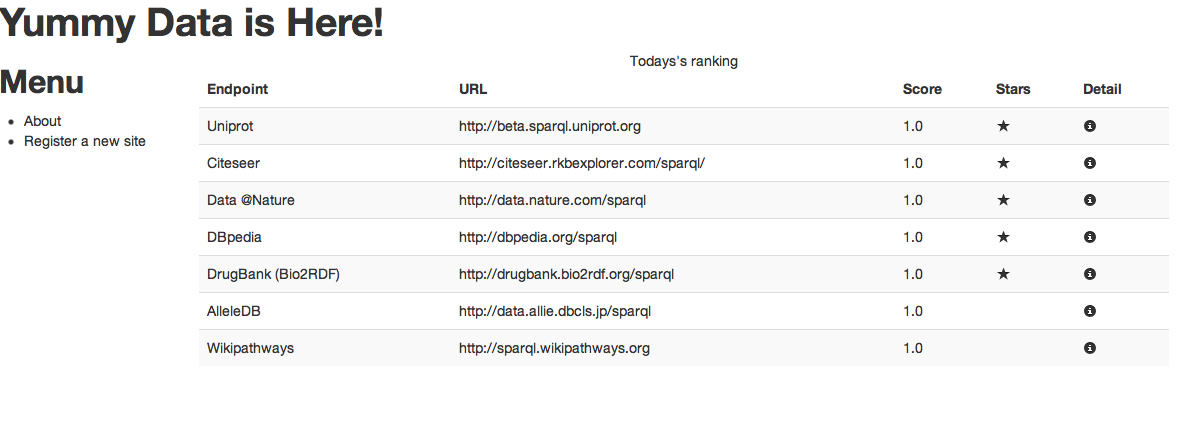 Yummy Data is Here!
Menu
About
Register a new site
Todays's ranking
Endpoint URL Score Stars Detail
Uniprot http://beta.sparql.uniprot.org 1.0 ★
Citeseer http://citeseer.rkbexplorer.com/sparql/ 1.0 ★
Data @Nature http://data.nature.com/sparql 1.0 ★
DBpedia http://dbpedia.org/sparql 1.0 ★
DrugBank (Bio2RDF) http://drugbank.bio2rdf.org/sparql 1.0 ★
AlleleDB http://data.allie.dbcls.jp/sparql 1.0
Wikipathways http://sparql.wikipathways.org 1.0